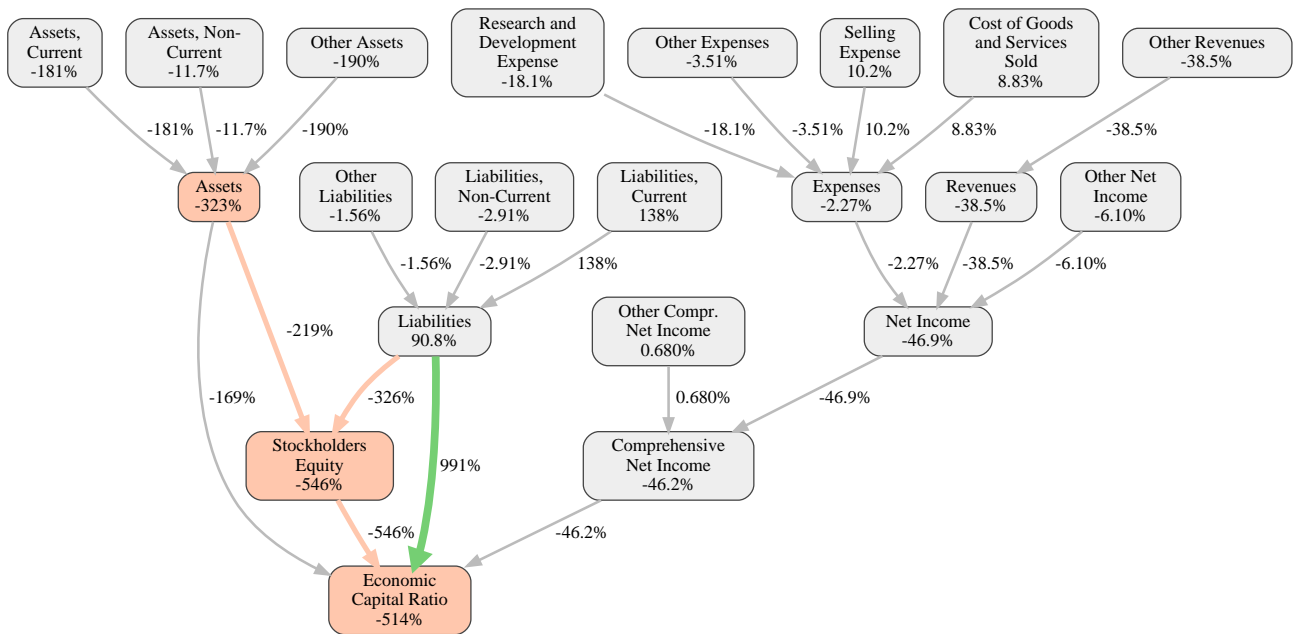 Assets,
Current
-181%
Assets, Non-
Current
-11.7%
Other Assets
-190%
Research and
Development
Expense
-18.1%
Other Expenses
-3.51%
Selling
Expense
10.2%
Cost of Goods
and Services
Sold
8.83%
Other Revenues
-38.5%
-181%
-11.7%
-190%
-18.1%
-3.51%
10.2%
8.83%
-38.5%
Assets
-323%
Other
Liabilities
-1.56%
Liabilities,
Non-Current
-2.91%
Liabilities,
Current
138%
Expenses
-2.27%
Revenues
-38.5%
Other Net
Income
-6.10%
-1.56%
-2.91%
138%
-2.27%
-38.5%
-6.10%
-219%
Liabilities
90.8%
Other Compr.
Net Income
0.680%
Net Income
-46.9%
-169%
-326%
0.680%
-46.9%
Stockholders
Equity
-546%
991%
Comprehensive
Net Income
-46.2%
-546%
-46.2%
Economic
Capital Ratio
-514%